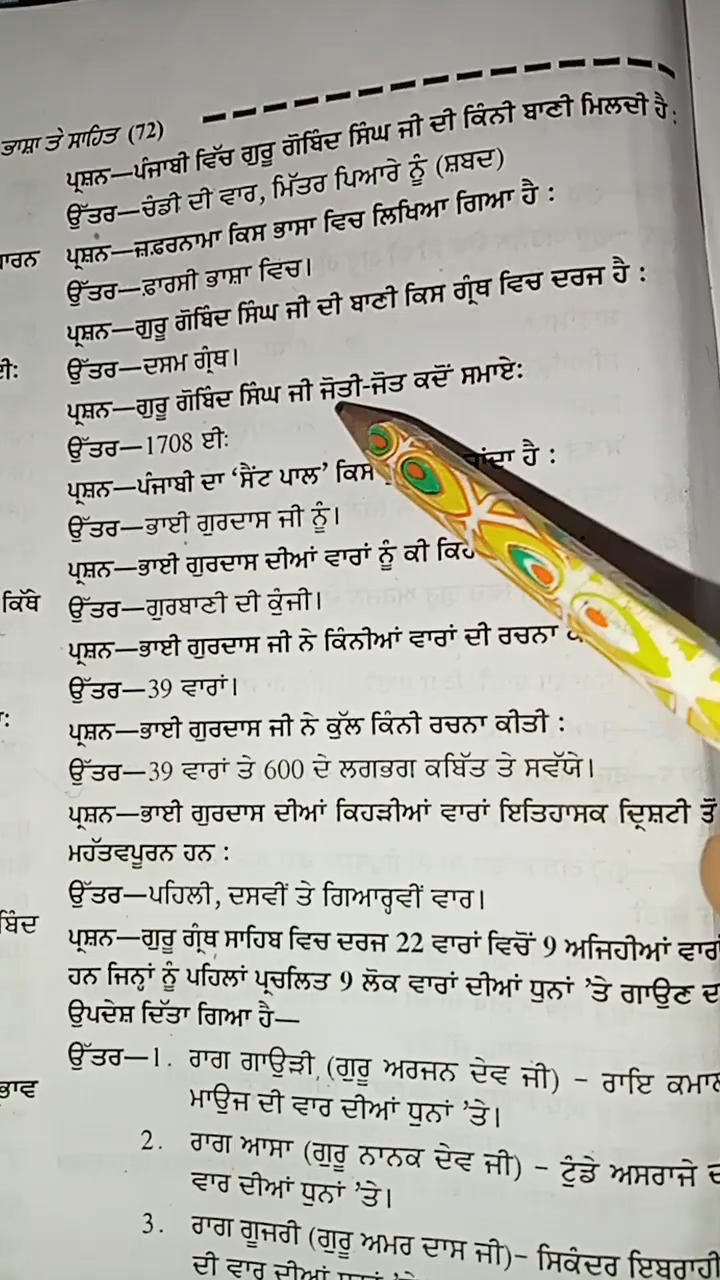 ਭਾਸ਼ਾ ਤੇ ਸਾਹਿਤ (72)
ਪ੍ਰਸ਼ਨ—ਪੰਜਾਬੀ ਵਿੱਚ ਗੁਰੂ ਗੋਬਿੰਦ ਸਿੰਘ ਜੀ ਦੀ ਕਿੰਨੀ ਬਾਣੀ ਮਿਲਦੀ ਹੈ:
ਉੱਤਰ—ਚੰਡੀ ਦੀ ਵਾਰ, ਮਿੱਤਰ ਪਿਆਰੇ ਨੂੰ (ਸ਼ਬਦ)
ਪ੍ਰਸ਼ਨ—ਜ਼ਫ਼ਰਨਾਮਾ ਕਿਸ ਭਾਸਾ ਵਿਚ ਲਿਖਿਆ ਗਿਆ ਹੈ :
ਉੱਤਰ—ਫ਼ਾਰਸੀ ਭਾਸ਼ਾ ਵਿਚ।
ਪ੍ਰਸ਼ਨ—ਗੁਰੂ ਗੋਬਿੰਦ ਸਿੰਘ ਜੀ ਦੀ ਬਾਣੀ ਕਿਸ ਗ੍ਰੰਥ ਵਿਚ ਦਰਜ ਹੈ :
ਉੱਤਰ—ਦਸਮ ਗ੍ਰੰਥ।
ਪ੍ਰਸ਼ਨ—ਗੁਰੂ ਗੋਬਿੰਦ ਸਿੰਘ ਜੀ ਜੋਤੀ-ਜੋਤ ਕਦੋਂ ਸਮਾਏ:
ਉੱਤਰ—1708 ਈ:
ਪ੍ਰਸ਼ਨ—ਪੰਜਾਬੀ ਦਾ ‘ਸੈਂਟ ਪਾਲ’ ਕਿਸ ਹੈ :
ਉੱਤਰ—ਭਾਈ ਗੁਰਦਾਸ ਜੀ ਨੂੰ।
ਪ੍ਰਸ਼ਨ—ਭਾਈ ਗੁਰਦਾਸ ਦੀਆਂ ਵਾਰਾਂ ਨੂੰ ਕੀ
ਉੱਤਰ—ਗੁਰਬਾਣੀ ਦੀ ਕੁੰਜੀ।
ਪ੍ਰਸ਼ਨ—ਭਾਈ ਗੁਰਦਾਸ ਜੀ ਨੇ ਕਿੰਨੀਆਂ ਵਾਰਾਂ ਦੀ ਰਚਨਾ
ਉੱਤਰ—39 ਵਾਰਾਂ।
ਪ੍ਰਸ਼ਨ—ਭਾਈ ਗੁਰਦਾਸ ਜੀ ਨੇ ਕੁੱਲ ਕਿੰਨੀ ਰਚਨਾ ਕੀਤੀ :
ਉੱਤਰ—39 ਵਾਰਾਂ ਤੇ 600 ਦੇ ਲਗਭਗ ਕਬਿੱਤ ਤੇ ਸਵੱਯੇ।
ਪ੍ਰਸ਼ਨ—ਭਾਈ ਗੁਰਦਾਸ ਦੀਆਂ ਕਿਹੜੀਆਂ ਵਾਰਾਂ ਇਤਿਹਾਸਕ ਦ੍ਰਿਸ਼ਟੀ ਤੋਂ
ਮਹੱਤਵਪੂਰਨ ਹਨ :
ਉੱਤਰ—ਪਹਿਲੀ, ਦਸਵੀਂ ਤੇ ਗਿਆਰ੍ਹਵੀਂ ਵਾਰ।
ਪ੍ਰਸ਼ਨ—ਗੁਰੂ ਗ੍ਰੰਥ ਸਾਹਿਬ ਵਿਚ ਦਰਜ 22 ਵਾਰਾਂ ਵਿਚੋਂ 9 ਅਜਿਹੀਆਂ ਵਾਰਾਂ
ਹਨ ਜਿਨ੍ਹਾਂ ਨੂੰ ਪਹਿਲਾਂ ਪ੍ਰਚਲਿਤ 9 ਲੋਕ ਵਾਰਾਂ ਦੀਆਂ ਧੁਨਾਂ ’ਤੇ ਗਾਉਣ
ਉਪਦੇਸ਼ ਦਿੱਤਾ ਗਿਆ ਹੈ—
ਉੱਤਰ—1. ਰਾਗ ਗਾਉੜੀ (ਗੁਰੂ ਅਰਜਨ ਦੇਵ ਜੀ) - ਰਾਇ
ਮਾਉਜ ਦੀ ਵਾਰ ਦੀਆਂ ਧੁਨਾਂ ’ਤੇ।
2. ਰਾਗ ਆਸਾ (ਗੁਰੂ ਨਾਨਕ ਦੇਵ ਜੀ) - ਟੁੰਡੇ ਅਸਰਾਜੇ
ਵਾਰ ਦੀਆਂ ਧੁਨਾਂ ’ਤੇ।
3. ਰਾਗ ਗੂਜਰੀ (ਗੁਰੂ ਅਮਰ ਦਾਸ ਜੀ)- ਸਿਕੰਦਰ
ਦੀ ਵਾਰ ਦੀਆਂ